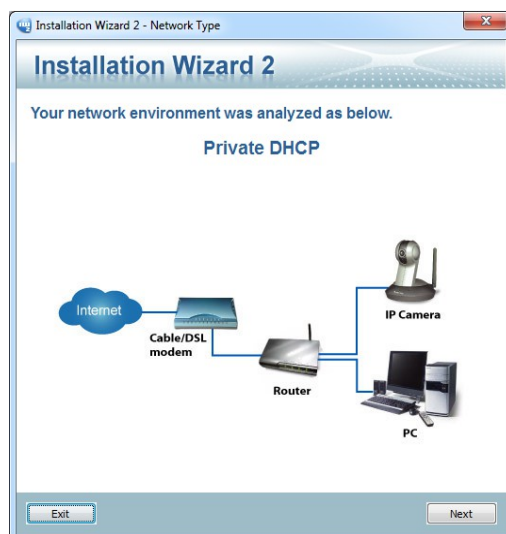 Installation Wizard 2 - Network Type
Installation Wizard 2
Your network environment was analyzed as below.
Private DHCP
Internet
Cable/DSL
modem
Router
IP Camera
PC
Exit
Next